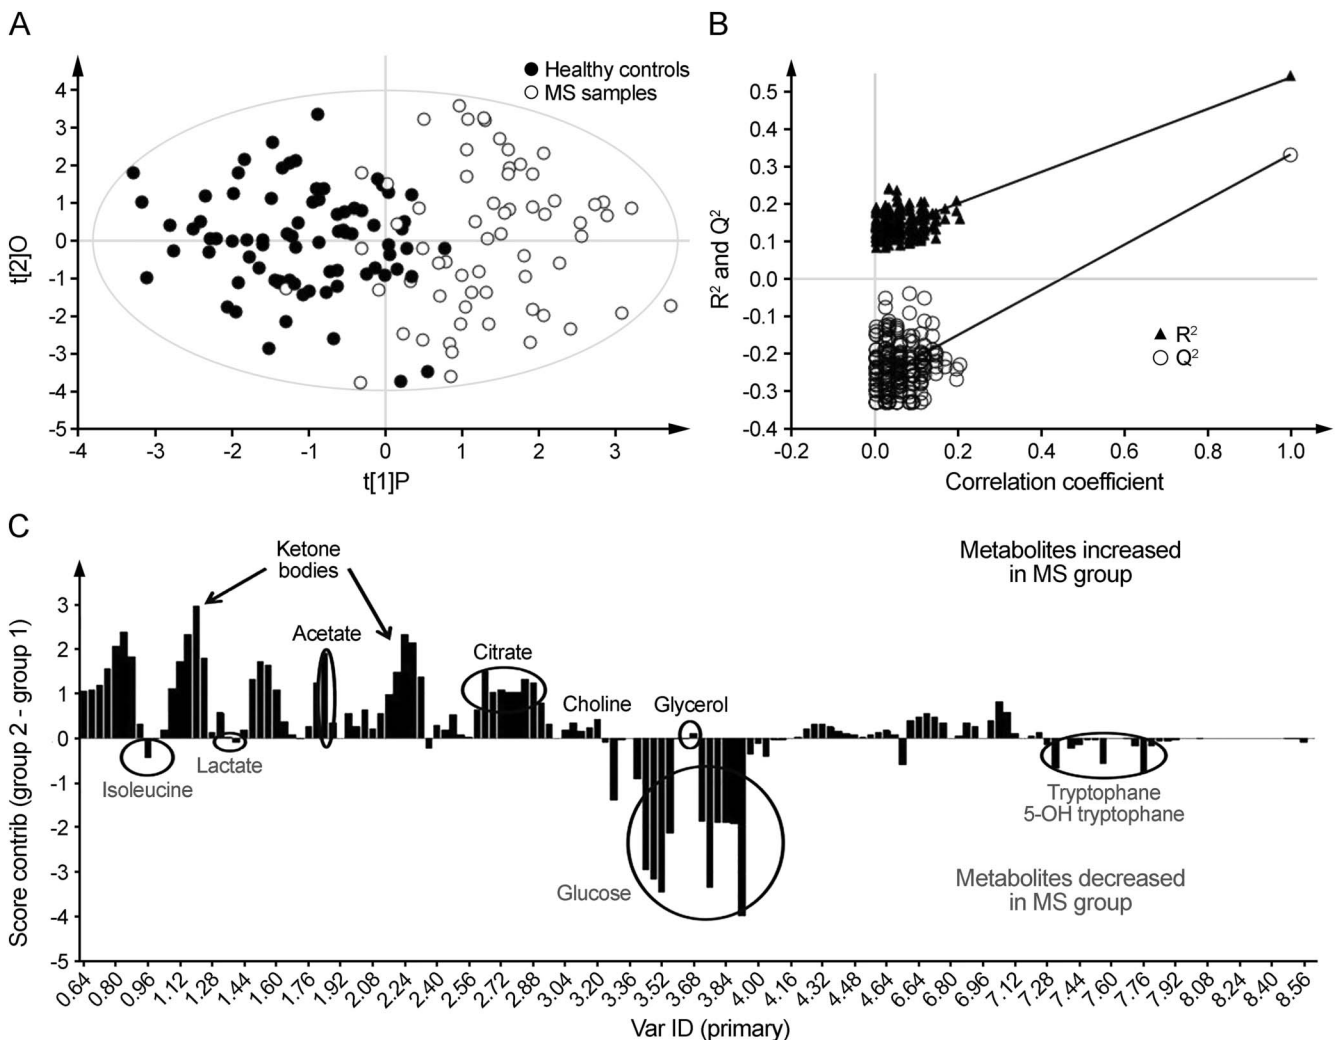 A
Healthy controls
MS samples
4
3
2
1
0
-1
-2
-3
-4
-5
t[2]O
-4
-3
-2
-1
0
1
2
3
t[1]P
B
0.5
0.4
0.3
0.2
0.1
0.0
-0.1
-0.2
-0.3
-0.4
R² and Q²
R²
Q²
-0.2
0.0
0.2
0.4
0.6
0.8
1.0
Correlation coefficient
C
Ketone
bodies
Acetate
Citrate
Choline
Glycerol
Metabolites increased
in MS group
Isoleucine
Lactate
Glucose
Tryptophane
5-OH tryptophane
Metabolites decreased
in MS group
3
2
1
0
-1
-2
-3
-4
-5
Score contrib (group 2 - group 1)
0.64
0.80
0.96
1.12
1.28
1.44
1.60
1.76
1.92
2.08
2.24
2.40
2.56
2.72
2.88
3.04
3.20
3.36
3.52
3.68
3.84
4.00
4.16
4.32
4.48
4.64
6.64
6.80
6.96
7.12
7.28
7.44
7.60
7.76
7.92
8.08
8.24
8.40
8.56
Var ID (primary)